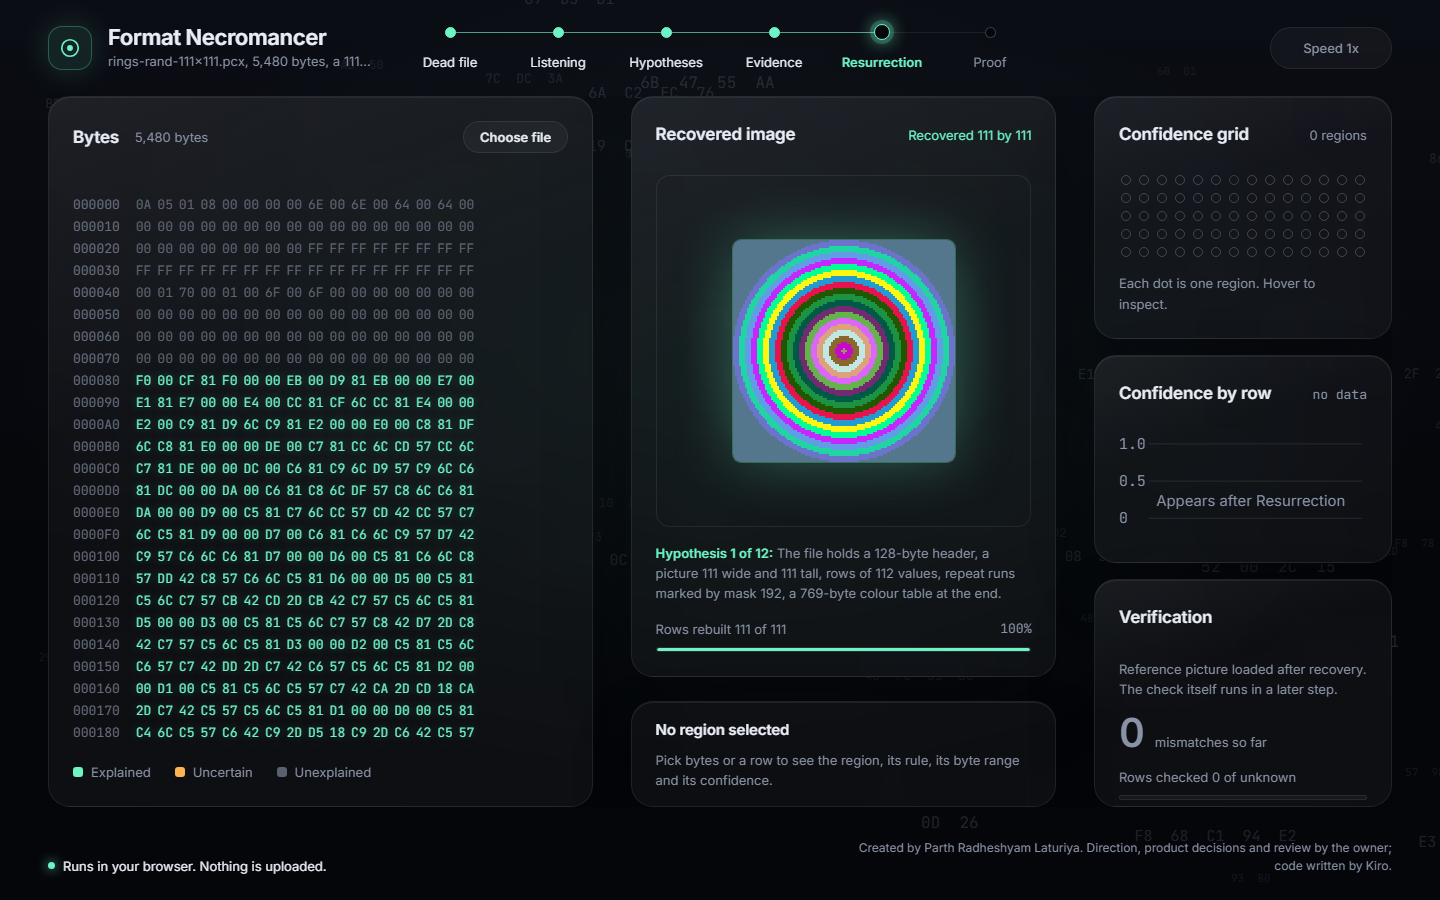 Format Necromancer
rings-rand-111×111.pcx, 5,480 bytes, a 111...
Dead file
Listening
Hypotheses
Evidence
Resurrection
Proof
Speed 1x
Bytes
5,480 bytes
Choose file
000000 0A 05 01 08 00 00 00 00 6E 00 6E 00 64 00 64 00
000010 00 00 00 00 00 00 00 00 00 00 00 00 00 00 00 00
000020 00 00 00 00 00 00 00 00 FF FF FF FF FF FF FF FF
000030 FF FF FF FF FF FF FF FF FF FF FF FF FF FF FF FF
000040 00 01 70 00 01 00 6F 00 6F 00 00 00 00 00 00 00
000050 00 00 00 00 00 00 00 00 00 00 00 00 00 00 00 00
000060 00 00 00 00 00 00 00 00 00 00 00 00 00 00 00 00
000070 00 00 00 00 00 00 00 00 00 00 00 00 00 00 00 00
000080 F0 00 CF 81 F0 00 00 EB 00 D9 81 EB 00 00 E7 00
000090 E1 81 E7 00 00 E4 00 CC 81 CF 6C CC 81 E4 00 00
0000A0 E2 00 C9 81 D9 6C C9 81 E2 00 00 E0 00 C8 81 DF
0000B0 6C C8 81 E0 00 00 DE 00 C7 81 CC 6C CD 57 CC 6C
0000C0 C7 81 DE 00 00 DC 00 C6 81 C9 6C D9 57 C9 6C C6
0000D0 81 DC 00 00 DA 00 C6 81 C8 6C DF 57 C8 6C C6 81
0000E0 DA 00 00 D9 00 C5 81 C7 6C CC 57 CD 42 CC 57 C7
0000F0 6C C5 81 D9 00 00 D7 00 C6 81 C6 6C C9 57 D7 42
000100 C9 57 C6 6C C6 81 D7 00 00 D6 00 C5 81 C6 6C C8
000110 57 DD 42 C8 57 C6 6C C5 81 D6 00 00 D5 00 C5 81
000120 C5 6C C7 57 CB 42 CD 2D CB 42 C7 57 C5 6C C5 81
000130 D5 00 00 D3 00 C5 81 C5 6C C7 57 C8 42 D7 2D C8
000140 42 C7 57 C5 6C C5 81 D3 00 00 D2 00 C5 81 C5 6C
000150 C6 57 C7 42 DD 2D C7 42 C6 57 C5 6C C5 81 D2 00
000160 00 D1 00 C5 81 C5 6C C5 57 C7 42 CA 2D CD 18 CA
000170 2D C7 42 C5 57 C5 6C C5 81 D1 00 00 D0 00 C5 81
000180 C4 6C C5 57 C6 42 C9 2D D5 18 C9 2D C6 42 C5 57
Explained
Uncertain
Unexplained
Recovered image
Recovered 111 by 111
Hypothesis 1 of 12: The file holds a 128-byte header, a
picture 111 wide and 111 tall, rows of 112 values, repeat runs
marked by mask 192, a 769-byte colour table at the end.
Rows rebuilt 111 of 111
100%
No region selected
Pick bytes or a row to see the region, its rule, its byte range
and its confidence.
Confidence grid
0 regions
Each dot is one region. Hover to
inspect.
Confidence by row
no data
1.0
0.5
Appears after Resurrection
0
Verification
Reference picture loaded after recovery.
The check itself runs in a later step.
0 mismatches so far
Rows checked 0 of unknown
Runs in your browser. Nothing is uploaded.
Created by Parth Radheshyam Laturiya. Direction, product decisions and review by the owner;
code written by Kiro.